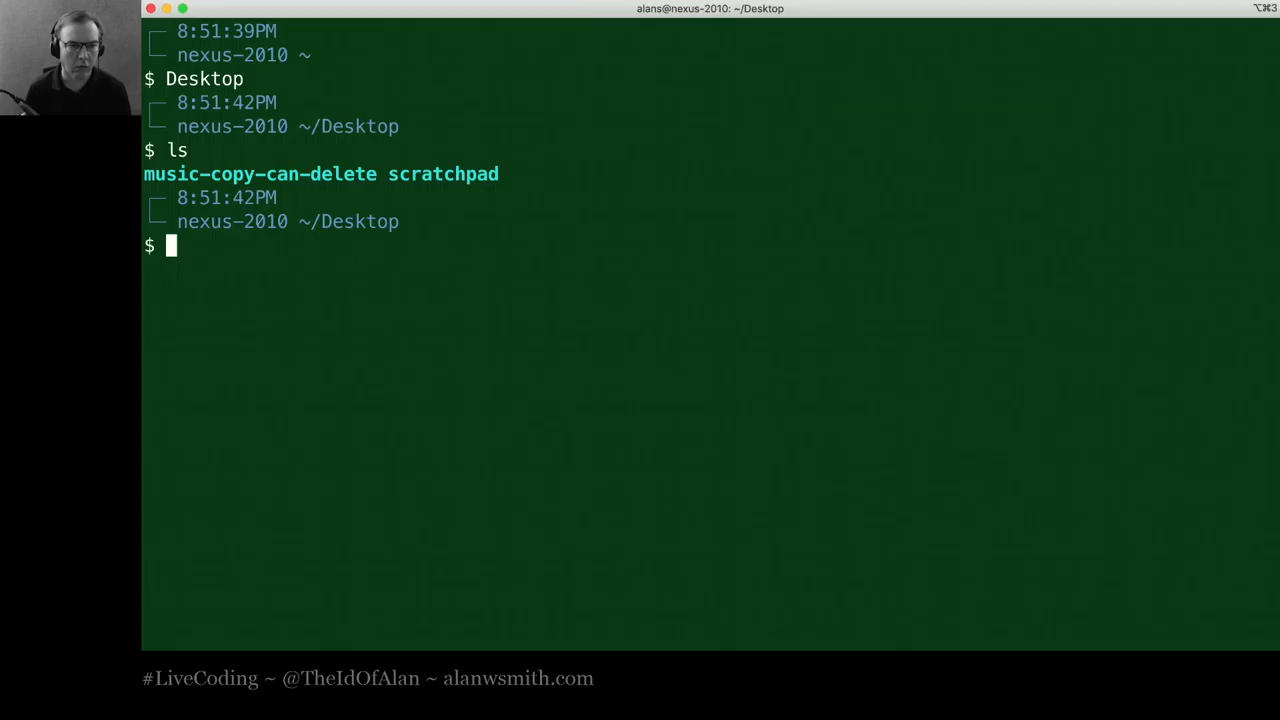 alans@nexus-2010: ~/Desktop
⌥⌘3
8:51:39PM
nexus-2010 ~
$ Desktop
8:51:42PM
nexus-2010 ~/Desktop
$ ls
music-copy-can-delete scratchpad
8:51:42PM
nexus-2010 ~/Desktop
$
#LiveCoding ~ @TheIdOfAlan ~ alanwsmith.com